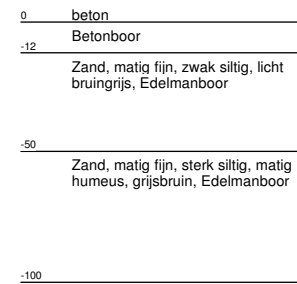 0 beton
Betonboor
-12
Zand, matig fijn, zwak siltig, licht
bruingrijs, Edelmanboor
-50
Zand, matig fijn, sterk siltig, matig
humeus, grijsbruin, Edelmanboor
-100